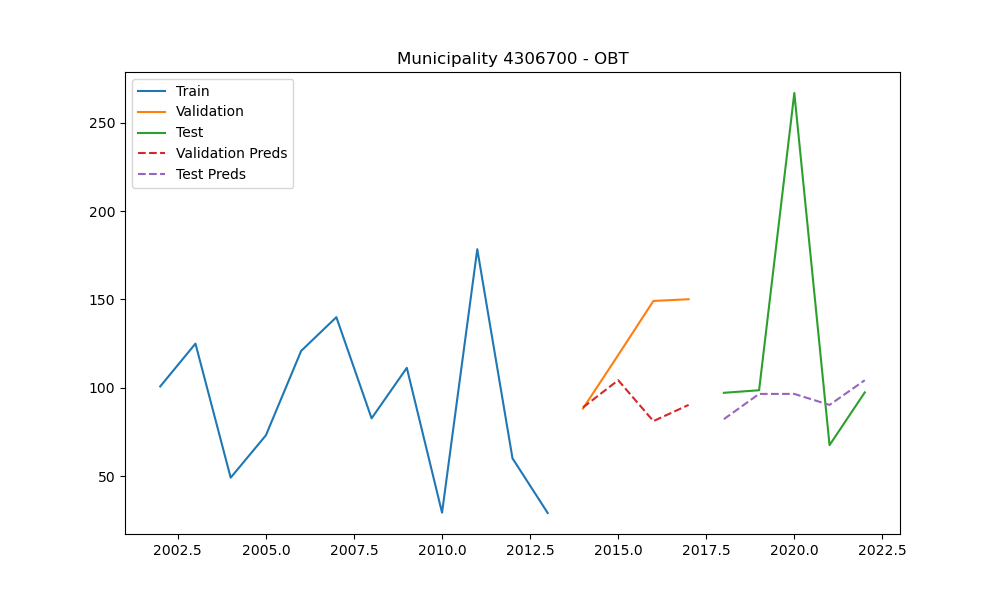 Municipality 4306700 - OBT
Train
Validation
Test
Validation Preds
Test Preds
250
200
150
100
50
2002.5 2005.0 2007.5 2010.0 2012.5 2015.0 2017.5 2020.0 2022.5